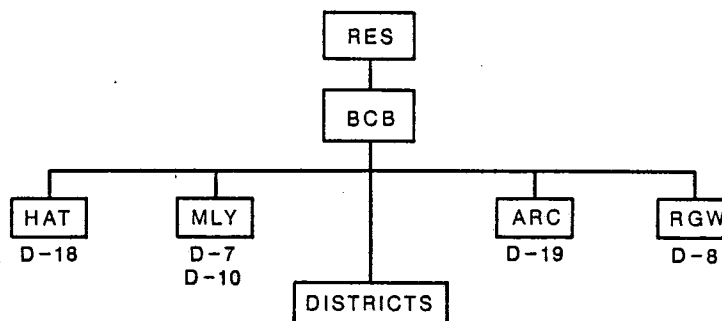 RES
BCB
HAT MLY ARC RGW
D-18 D-7 D-19 D-8
D-10
DISTRICTS